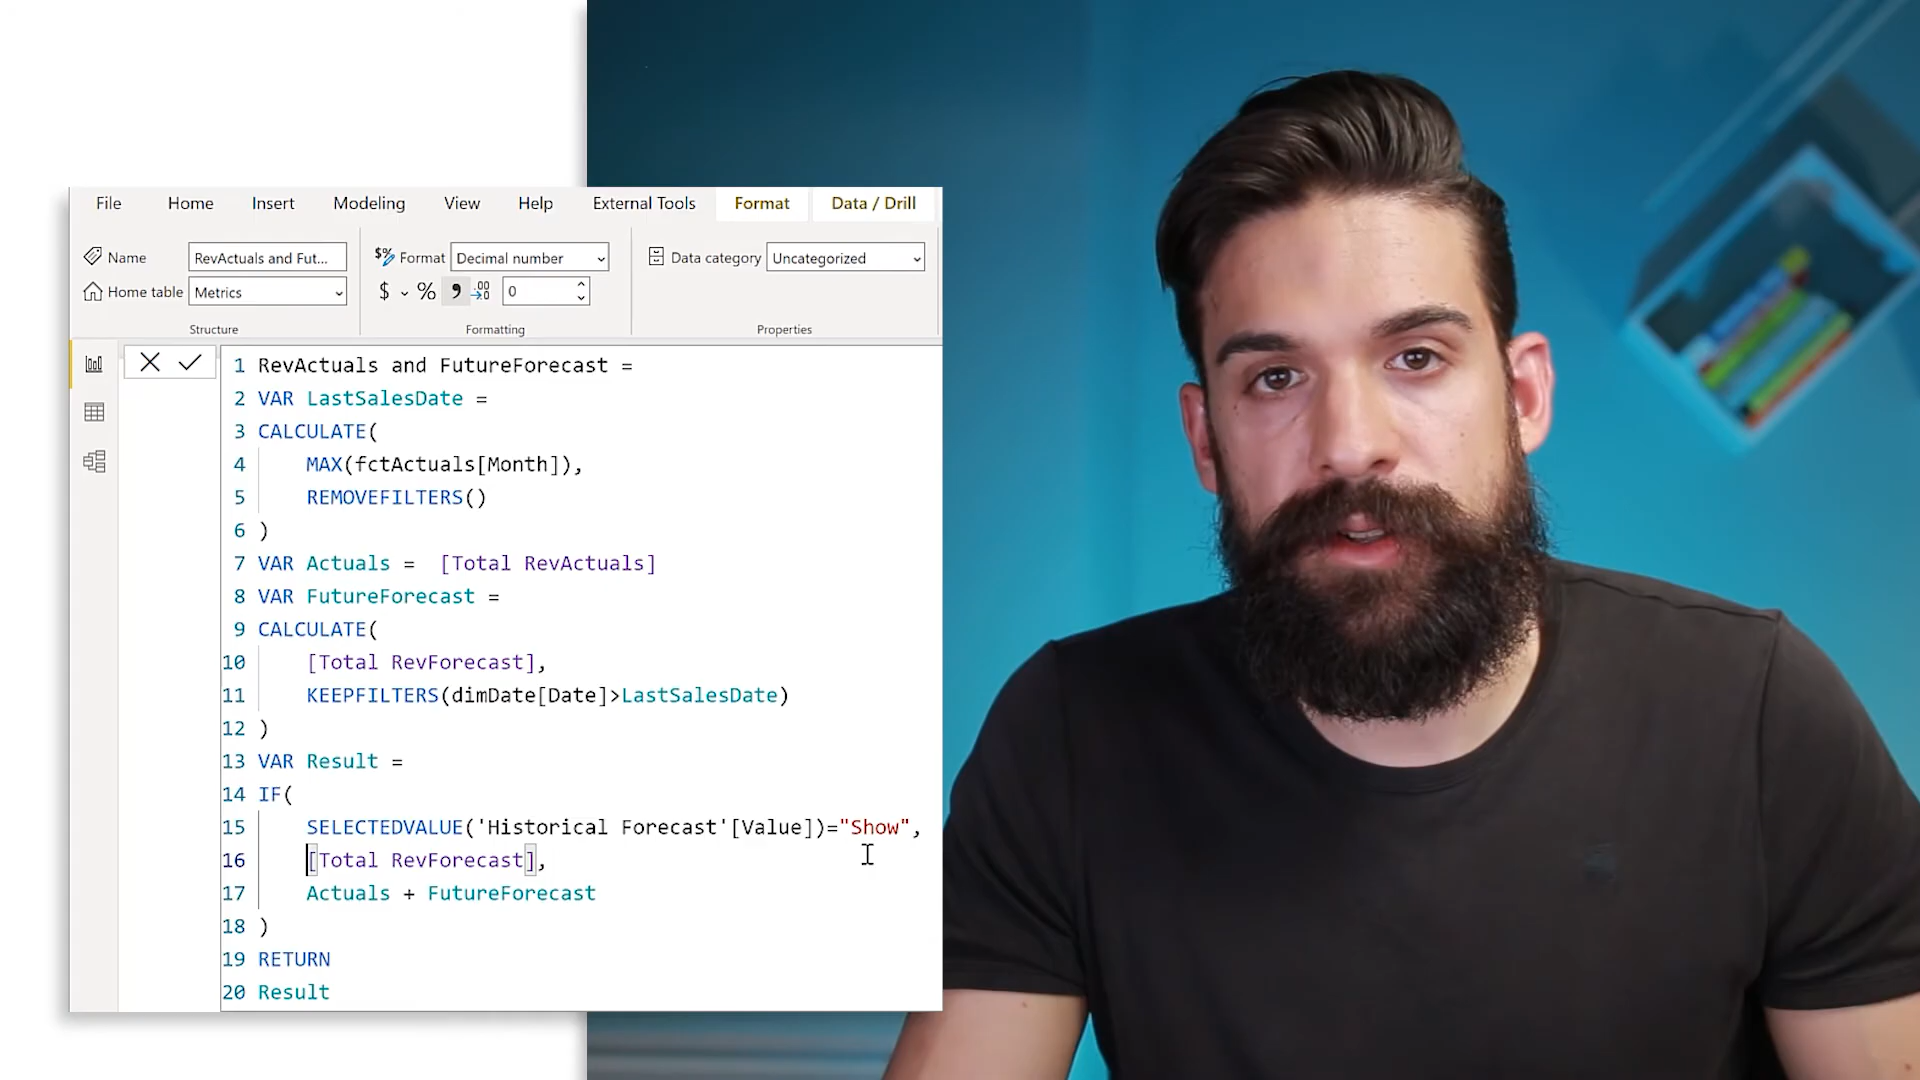 File Home Insert Modeling View Help External Tools Format Data / Drill
Name RevActuals and Fut... Format Decimal number Data category Uncategorized
Home table Metrics $ % , .00 0
Structure Formatting Properties
1 RevActuals and FutureForecast =
2 VAR LastSalesDate =
3 CALCULATE(
4 MAX(fctActuals[Month]),
5 REMOVEFILTERS()
6 )
7 VAR Actuals = [Total RevActuals]
8 VAR FutureForecast =
9 CALCULATE(
10 [Total RevForecast],
11 KEEPFILTERS(dimDate[Date]>LastSalesDate)
12 )
13 VAR Result =
14 IF(
15 SELECTEDVALUE('Historical Forecast'[Value])="Show",
16 [Total RevForecast],
17 Actuals + FutureForecast
18 )
19 RETURN
20 Result